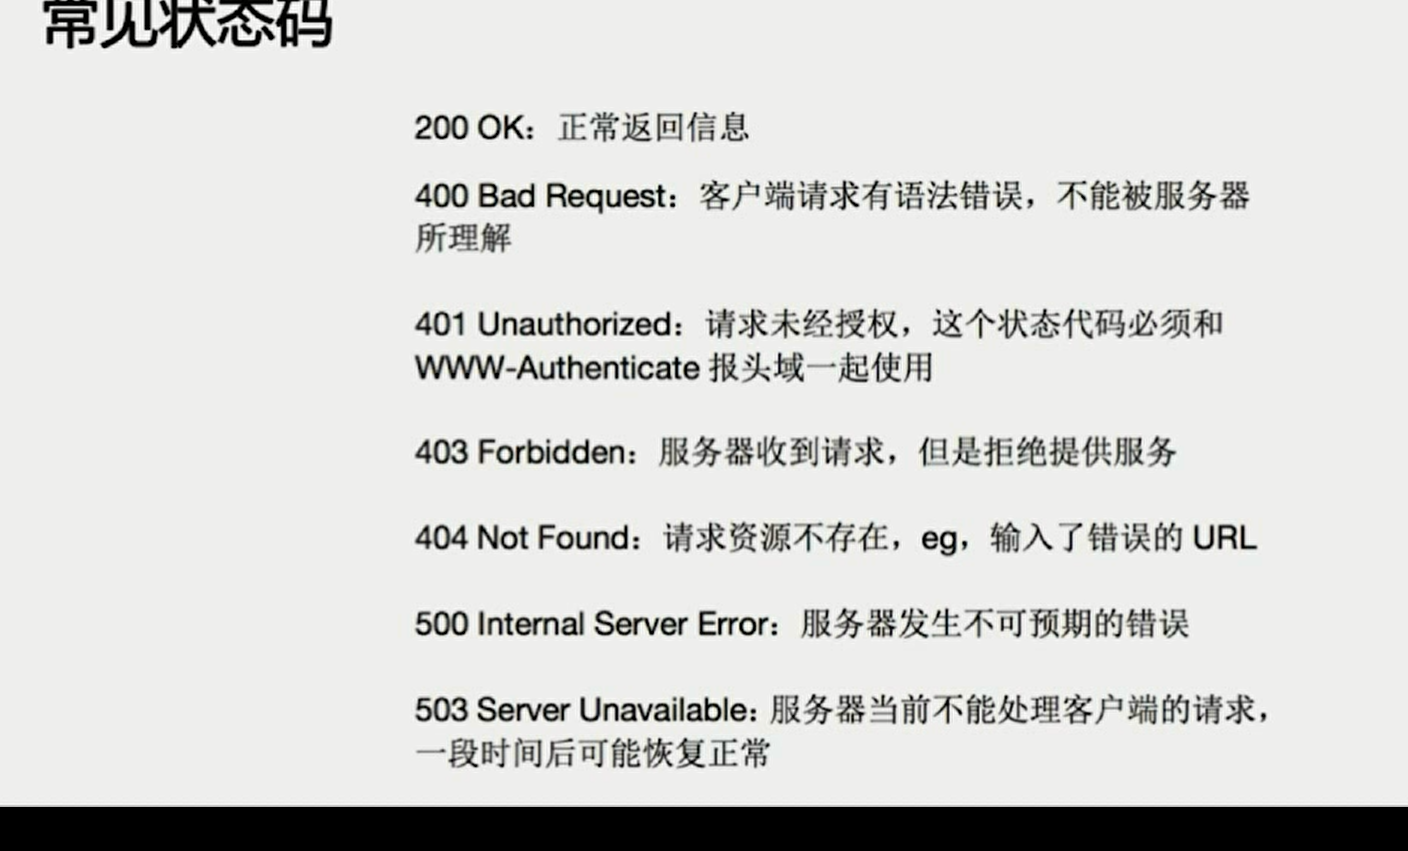 常见状态码
200 OK：正常返回信息
400 Bad Request：客户端请求有语法错误，不能被服务器
所理解
401 Unauthorized：请求未经授权，这个状态代码必须和
WWW-Authenticate 报头域一起使用
403 Forbidden：服务器收到请求，但是拒绝提供服务
404 Not Found：请求资源不存在，eg，输入了错误的 URL
500 Internal Server Error：服务器发生不可预期的错误
503 Server Unavailable：服务器当前不能处理客户端的请求，
一段时间后可能恢复正常